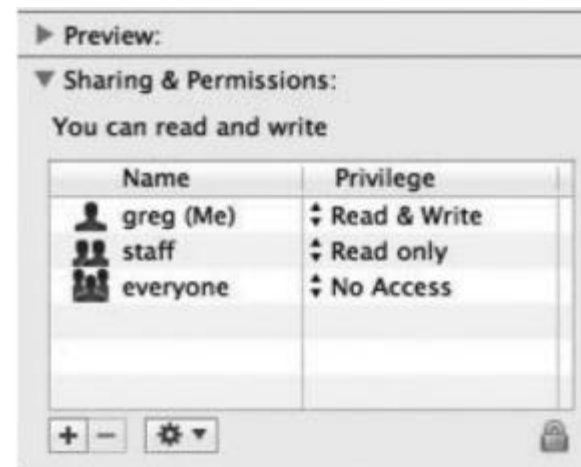 Preview:
Sharing & Permissions:
You can read and write
Name Privilege
greg (Me) Read & Write
staff Read only
everyone No Access